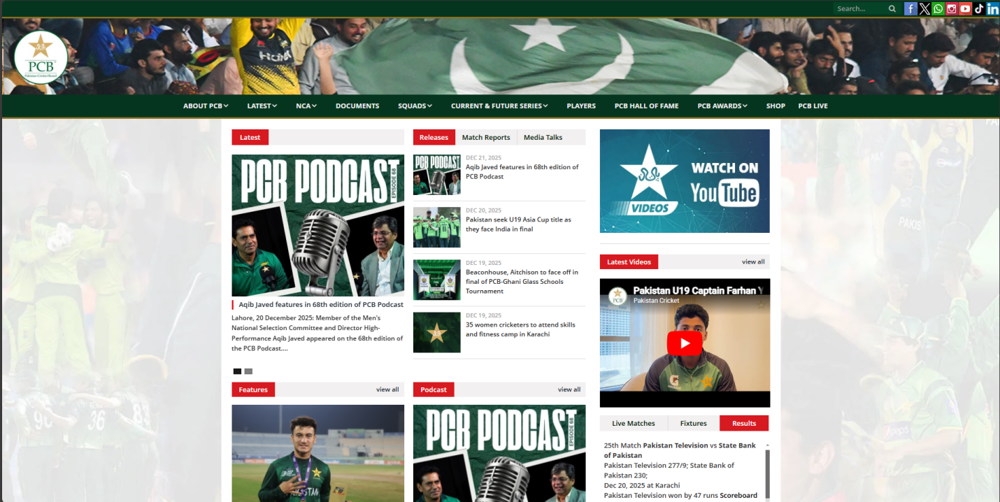 Search...
PCB
Pakistan Cricket Board
ABOUT PCB
LATEST
NCA
DOCUMENTS
SQUADS
CURRENT & FUTURE SERIES
PLAYERS
PCB HALL OF FAME
PCB AWARDS
SHOP
PCB LIVE
Latest
PCB PODCAST
EPISODE 68
Aqib Javed features in 68th edition of PCB Podcast
Lahore, 20 December 2025: Member of the Men's
National Selection Committee and Director High-
Performance Aqib Javed appeared on the 68th edition of
the PCB Podcast....
Releases
Match Reports
Media Talks
PCB PODCAST
DEC 21, 2025
Aqib Javed features in 68th edition of
PCB Podcast
DEC 20, 2025
Pakistan seek U19 Asia Cup title as
they face India in final
DEC 19, 2025
Beaconhouse, Aitchison to face off in
final of PCB-Ghani Glass Schools
Tournament
DEC 19, 2025
35 women cricketers to attend skills
and fitness camp in Karachi
WATCH ON
YouTube
VIDEOS
Latest Videos
view all
Pakistan U19 Captain Farhan Y
Pakistan Cricket
PCB
Features
view all
PAKISTAN
Podcast
view all
PCB PODCAST
EPISODE 68
Live Matches
Fixtures
Results
25th Match Pakistan Television vs State Bank
of Pakistan
Pakistan Television 277/9; State Bank of
Pakistan 230;
Dec 20, 2025 at Karachi
Pakistan Television won by 47 runs Scoreboard
PAKIS
PA
36